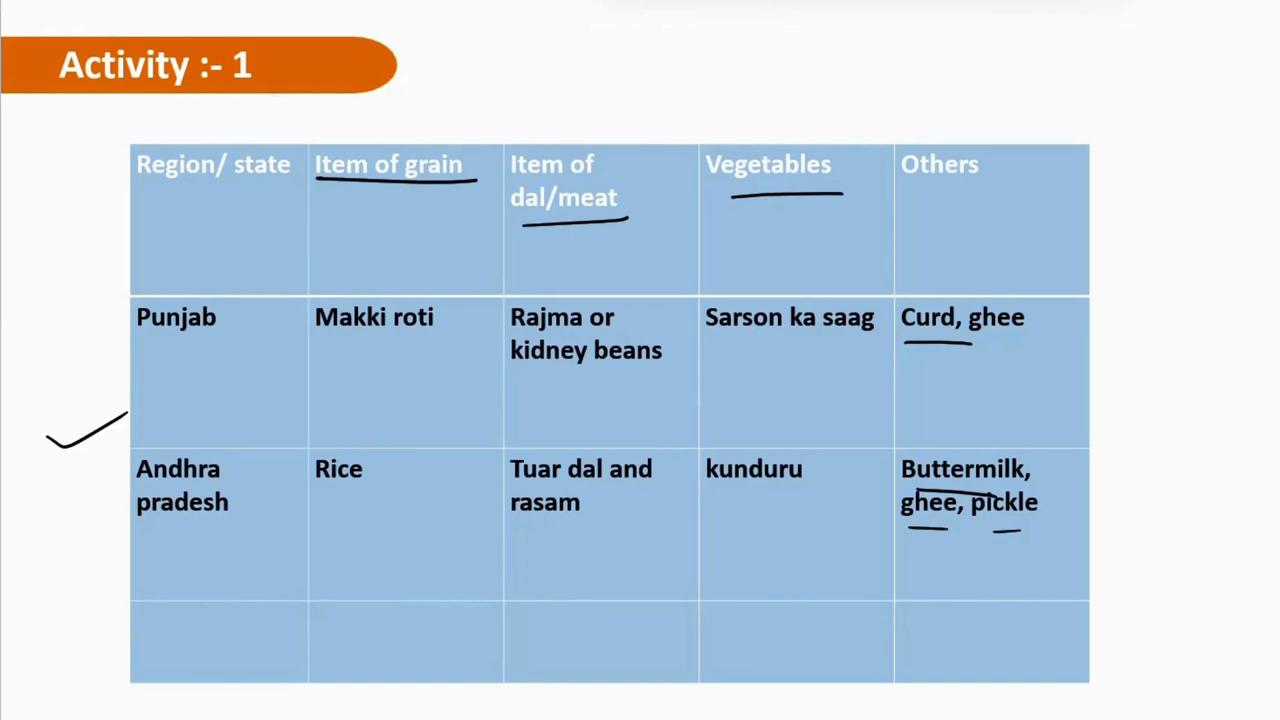 Activity :- 1
Region/ state
Item of grain
Item of
dal/meat
Vegetables
Others
Punjab
Makki roti
Rajma or
kidney beans
Sarson ka saag
Curd, ghee
Andhra
pradesh
Rice
Tuar dal and
rasam
kunduru
Buttermilk,
ghee, pickle